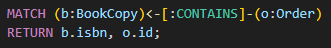 MATCH (b:BookCopy)<-[:CONTAINS]-(o:Order)
RETURN b.isbn, o.id;